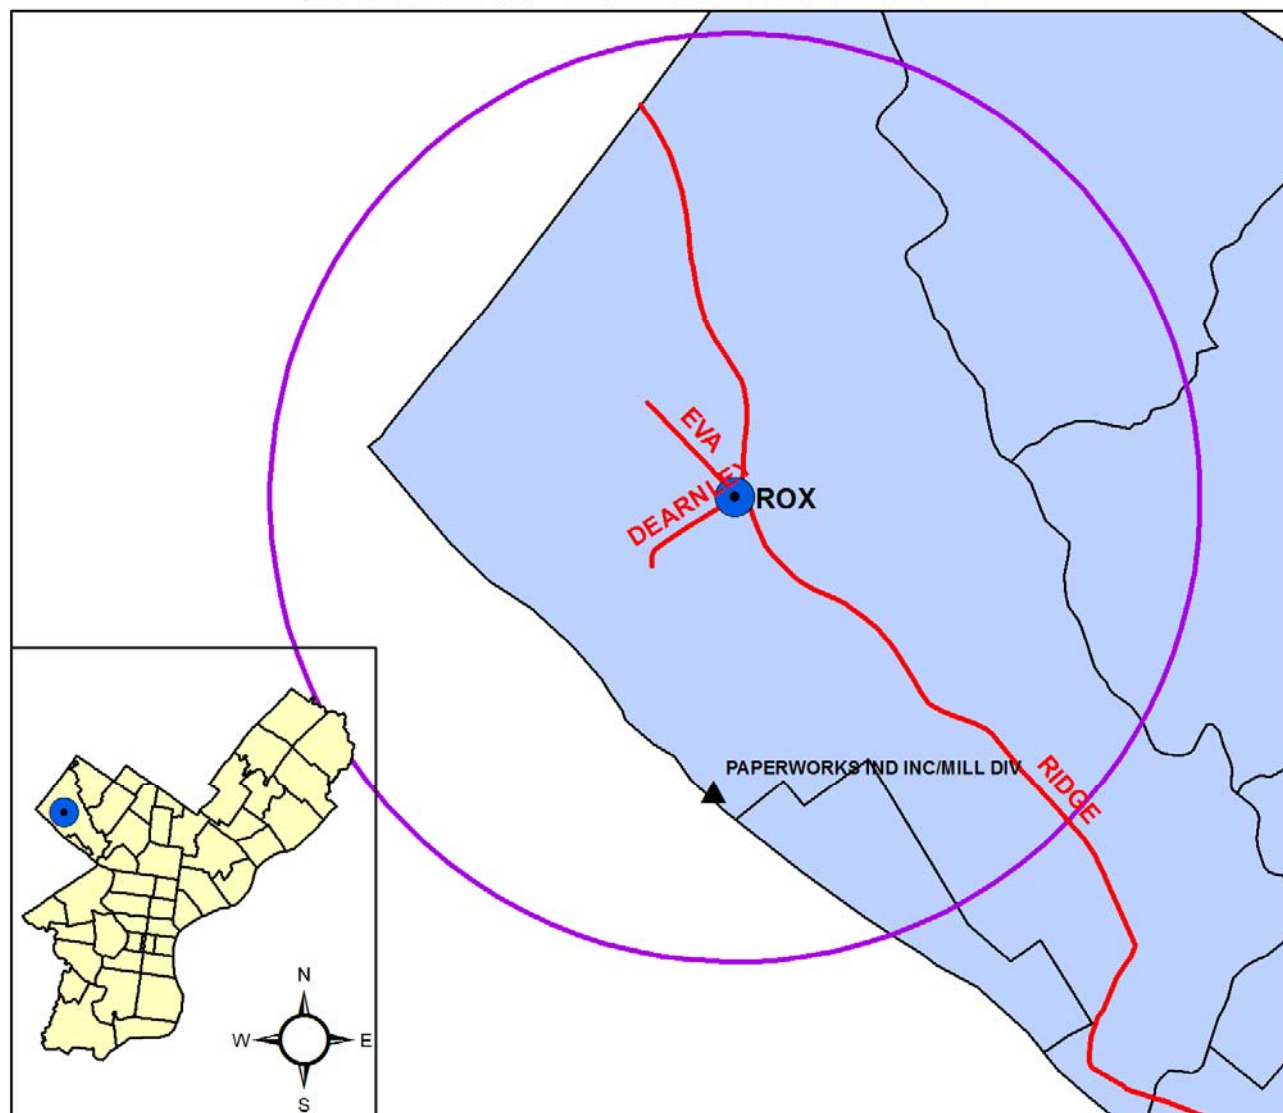 EVA
DEARNLEY
ROX
PAPERWORKS IND INC/MILL DIV
RIDGE
N
W E
S